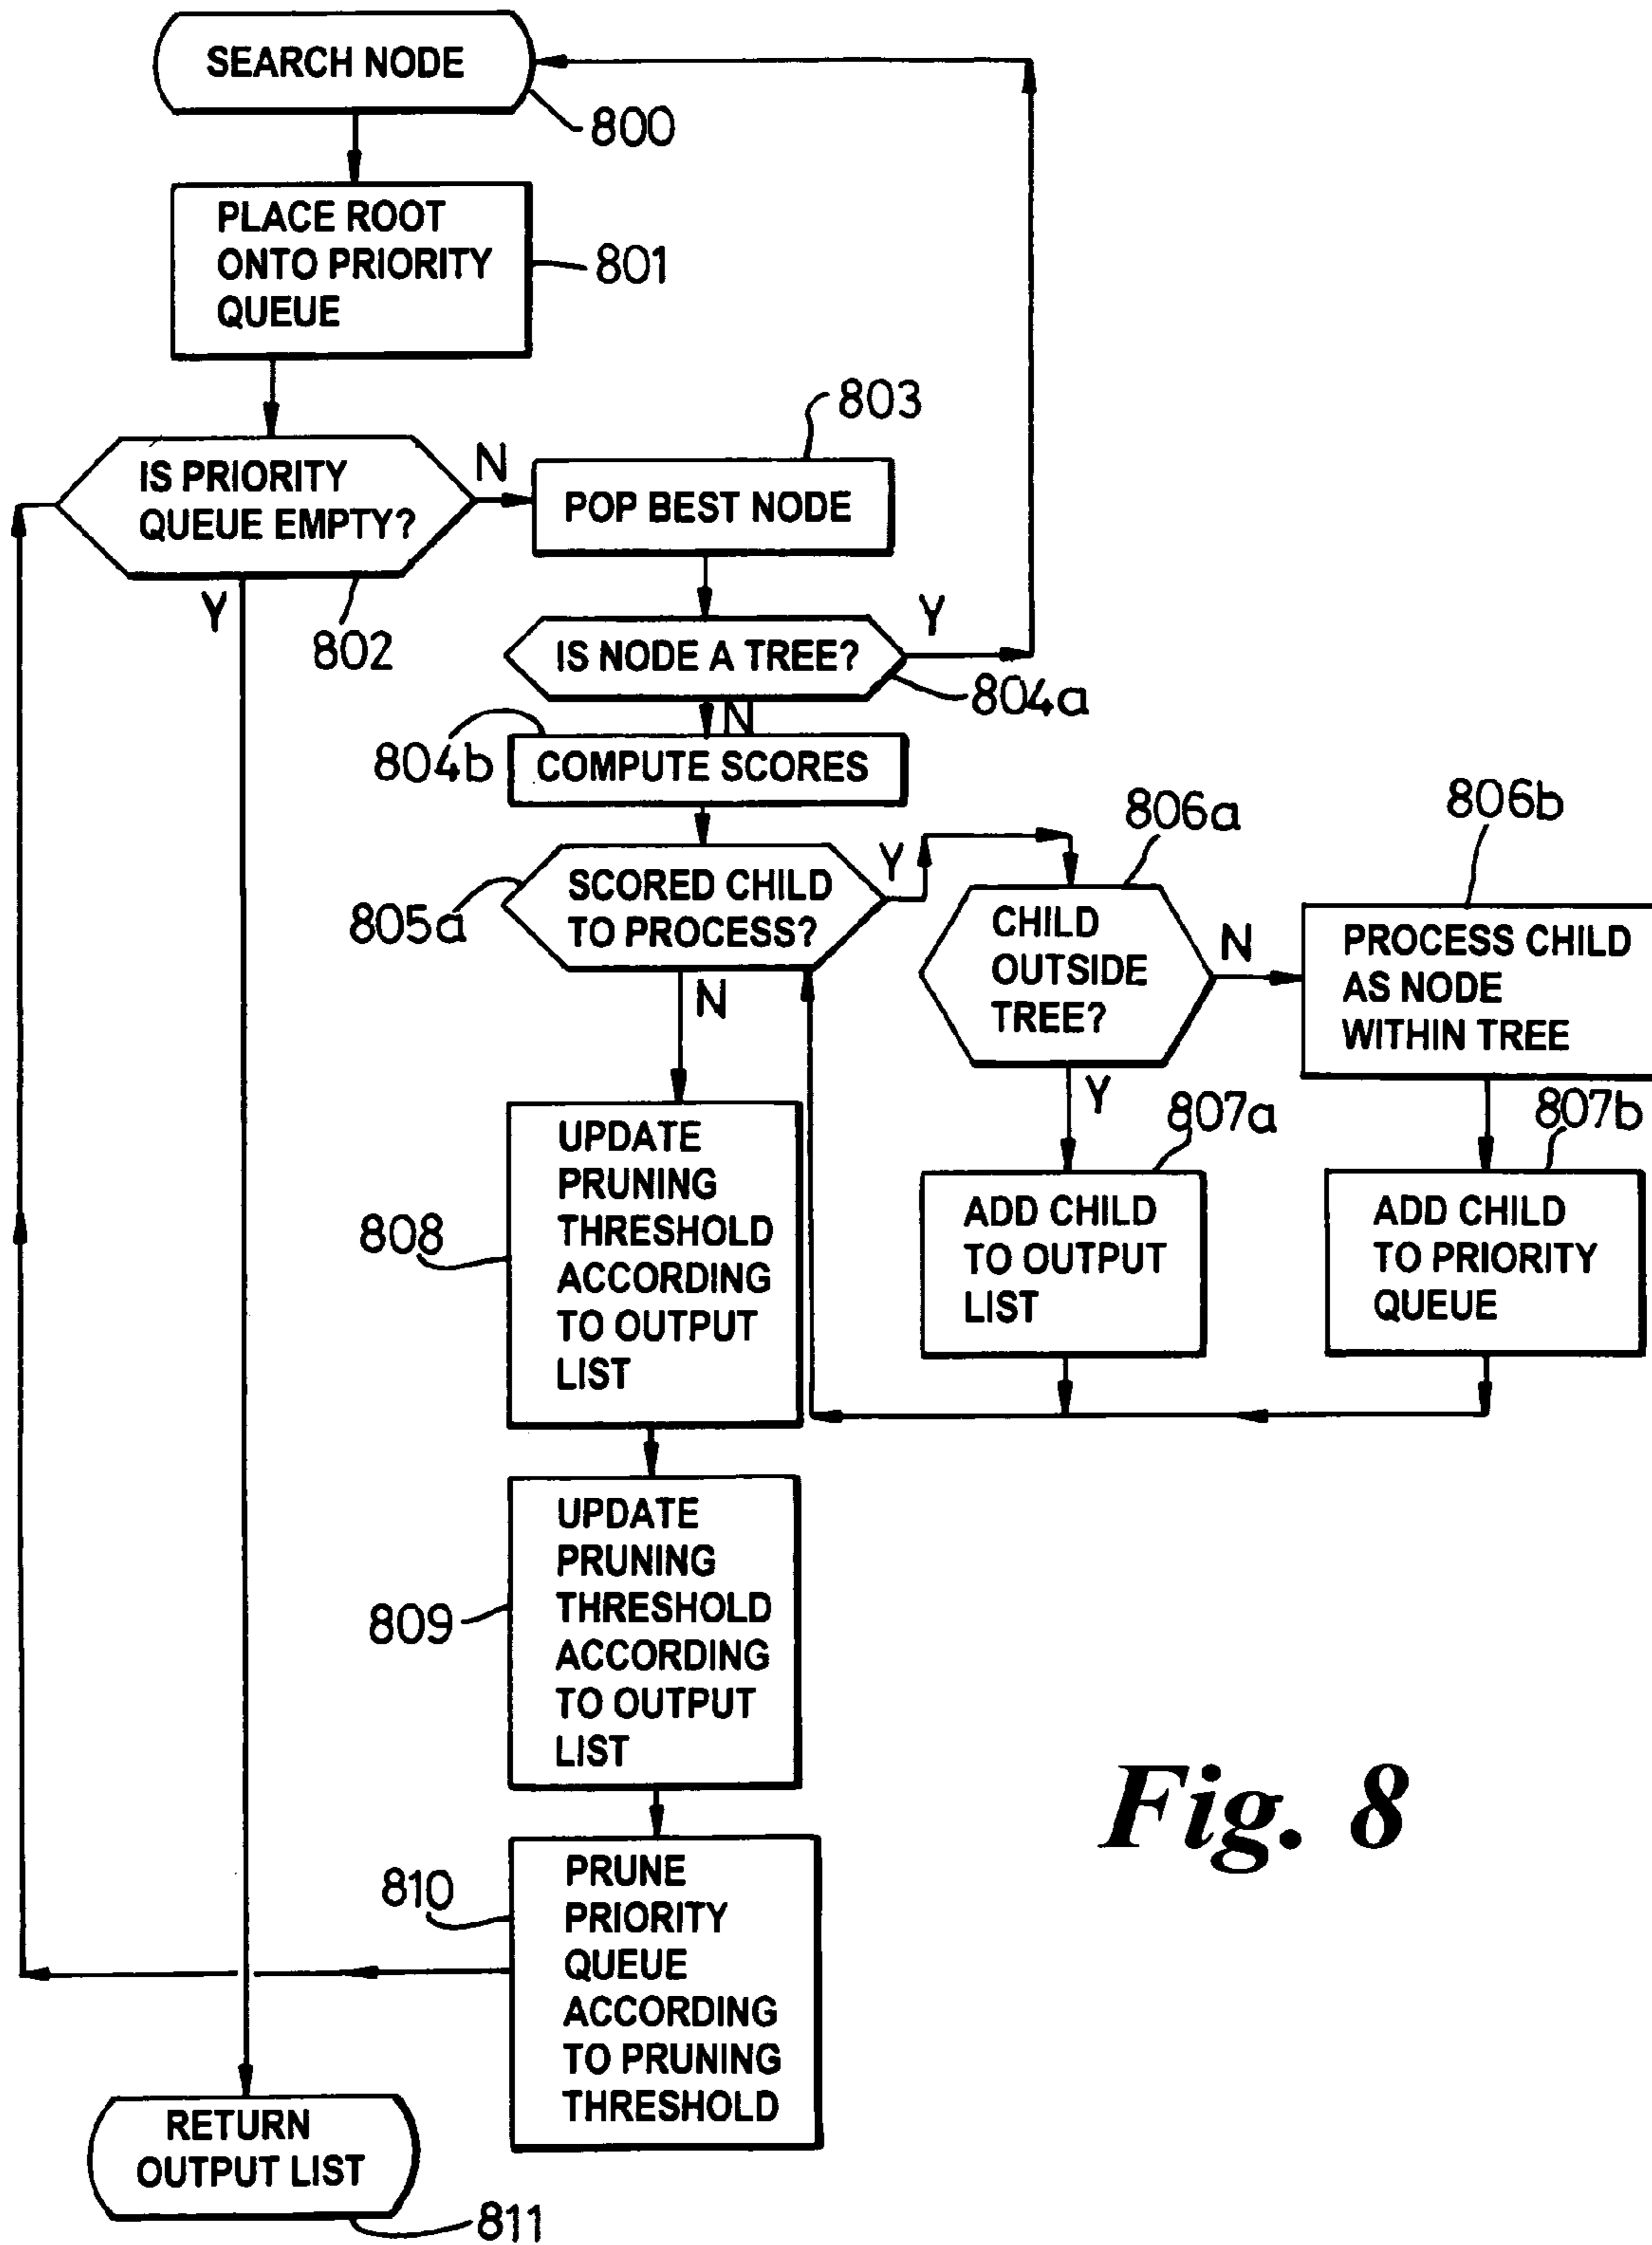 SEARCH NODE
800
PLACE ROOT
ONTO PRIORITY
QUEUE
801
IS PRIORITY
QUEUE EMPTY?
802
N
Y
803
POP BEST NODE
IS NODE A TREE?
Y
804a
N
804b
COMPUTE SCORES
805a
SCORED CHILD
TO PROCESS?
Y
N
806a
CHILD
OUTSIDE
TREE?
N
Y
806b
PROCESS CHILD
AS NODE
WITHIN TREE
807a
ADD CHILD
TO OUTPUT
LIST
807b
ADD CHILD
TO PRIORITY
QUEUE
808
UPDATE
PRUNING
THRESHOLD
ACCORDING
TO OUTPUT
LIST
809
UPDATE
PRUNING
THRESHOLD
ACCORDING
TO OUTPUT
LIST
810
PRUNE
PRIORITY
QUEUE
ACCORDING
TO PRUNING
THRESHOLD
RETURN
OUTPUT LIST
811
Fig. 8